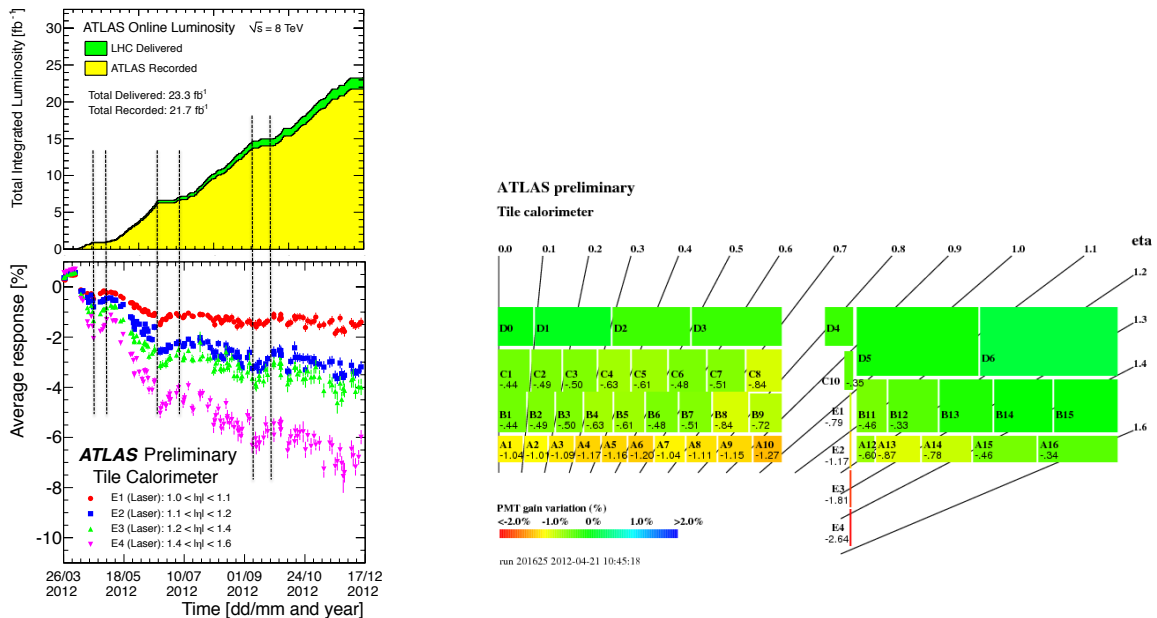 ATLAS Online Luminosity √s = 8 TeV
LHC Delivered
ATLAS Recorded
Total Delivered: 23.3 fb¹
Total Recorded: 21.7 fb¹
Total Integrated Luminosity [fb⁻¹]
30
25
20
15
10
5
0
Average response [%]
0
-2
-4
-6
-8
-10
ATLAS Preliminary
Tile Calorimeter
E1 (Laser): 1.0 < |η| < 1.1
E2 (Laser): 1.1 < |η| < 1.2
E3 (Laser): 1.2 < |η| < 1.4
E4 (Laser): 1.4 < |η| < 1.6
26/03 18/05 10/07 01/09 24/10 17/12
2012 2012 2012 2012 2012 2012
Time [dd/mm and year]
ATLAS preliminary
Tile calorimeter
0.0 0.1 0.2 0.3 0.4 0.5 0.6 0.7 0.8 0.9 1.0 1.1 eta
1.2
1.3
1.4
1.6
D0 D1 D2 D3 D4
D5 D6
C1 C2 C3 C4 C5 C6 C7 C8 C10
-.44 -.49 -.50 -.63 -.61 -.48 -.51 -.84 -.35
B1 B2 B3 B4 B5 B6 B7 B8 B9 E1 B11 B12 B13 B14 B15
-.44 -.49 -.50 -.63 -.61 -.48 -.51 -.84 -.72 -.79 -.46 -.33
A1 A2 A3 A4 A5 A6 A7 A8 A9 A10 E2 A12 A13 A14 A15 A16
-1.04 -1.01 -1.09 -1.17 -1.16 -1.20 -1.04 -1.11 -1.15 -1.27 -1.17 -.60 -.87 -.78 -.46 -.34
E3
-1.81
E4
-2.64
PMT gain variation (%)
<-2.0% -1.0% 0% 1.0% >2.0%
run 201625 2012-04-21 10:45:18